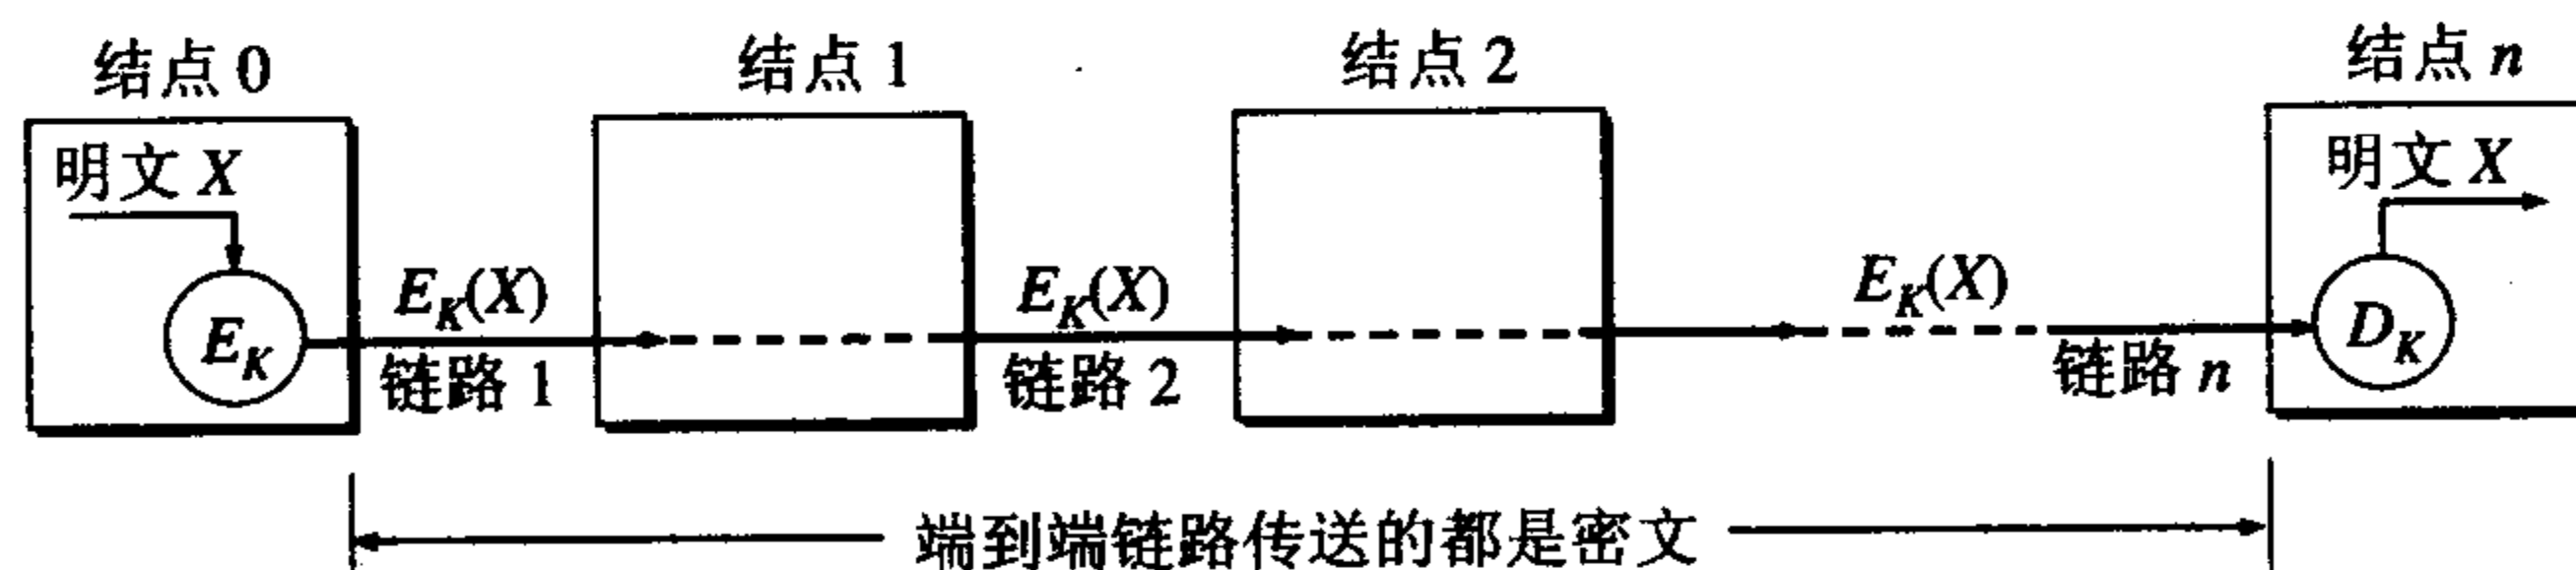 结点 0
结点 1
结点 2
结点 n
明文 X
明文 X
E_K
E_K(X)
链路 1
E_K(X)
链路 2
E_K(X)
链路 n
D_K
端到端链路传送的都是密文